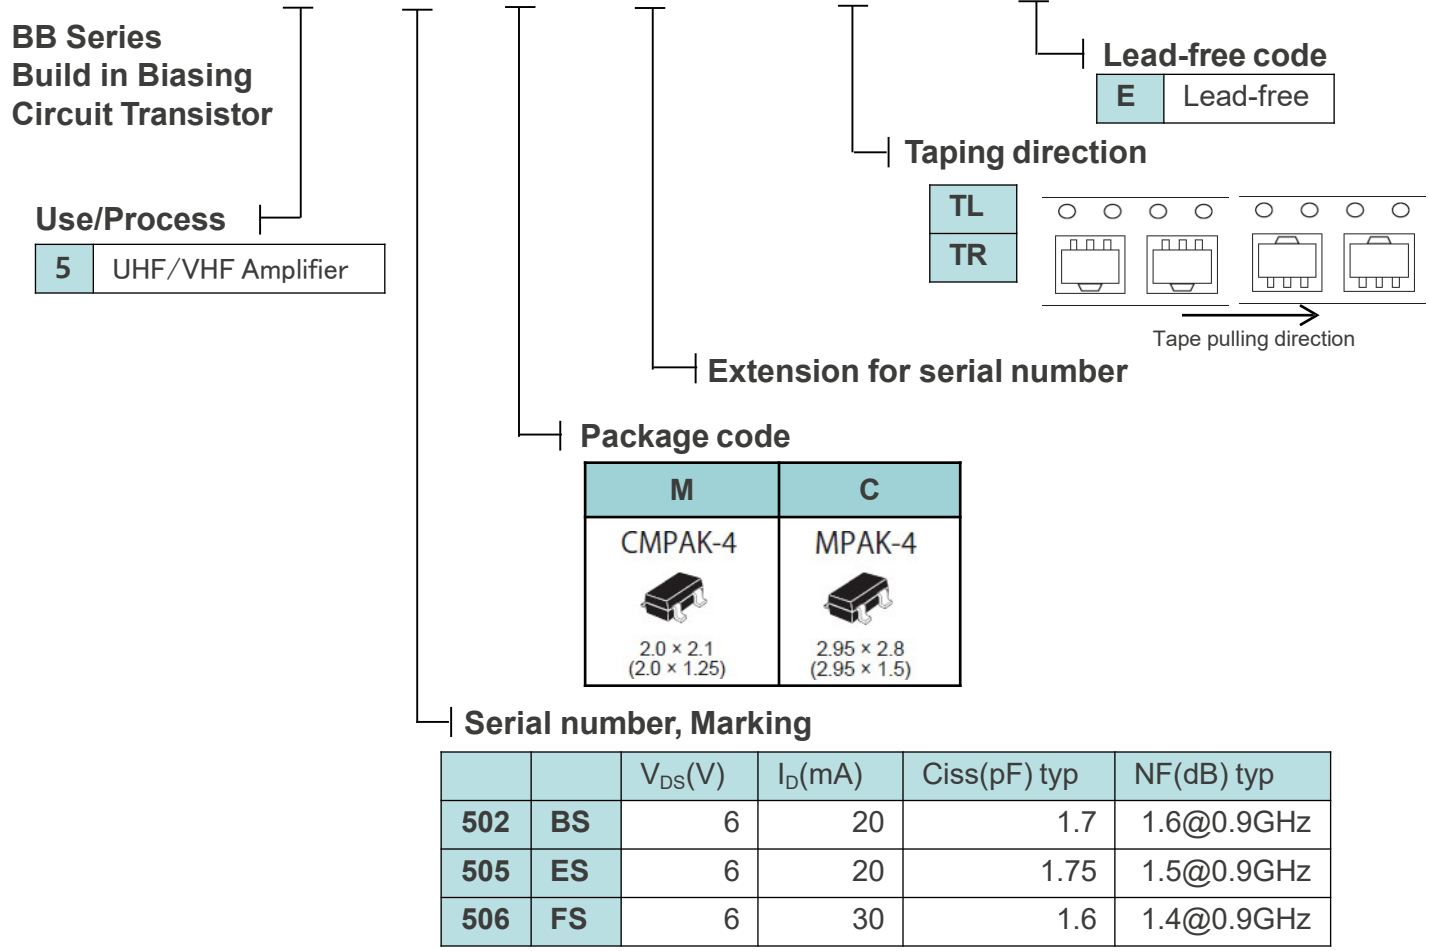 BB Series
Build in Biasing
Circuit Transistor
Lead-free code
E Lead-free
Taping direction
TL
TR
Tape pulling direction
Use/Process
5 UHF/VHF Amplifier
Extension for serial number
Package code
M C
CMPAK-4 MPAK-4
2.0 × 2.1 2.95 × 2.8
(2.0 × 1.25) (2.95 × 1.5)
Serial number, Marking
VDS(V) ID(mA) Ciss(pF) typ NF(dB) typ
502 BS 6 20 1.7 1.6@0.9GHz
505 ES 6 20 1.75 1.5@0.9GHz
506 FS 6 30 1.6 1.4@0.9GHz